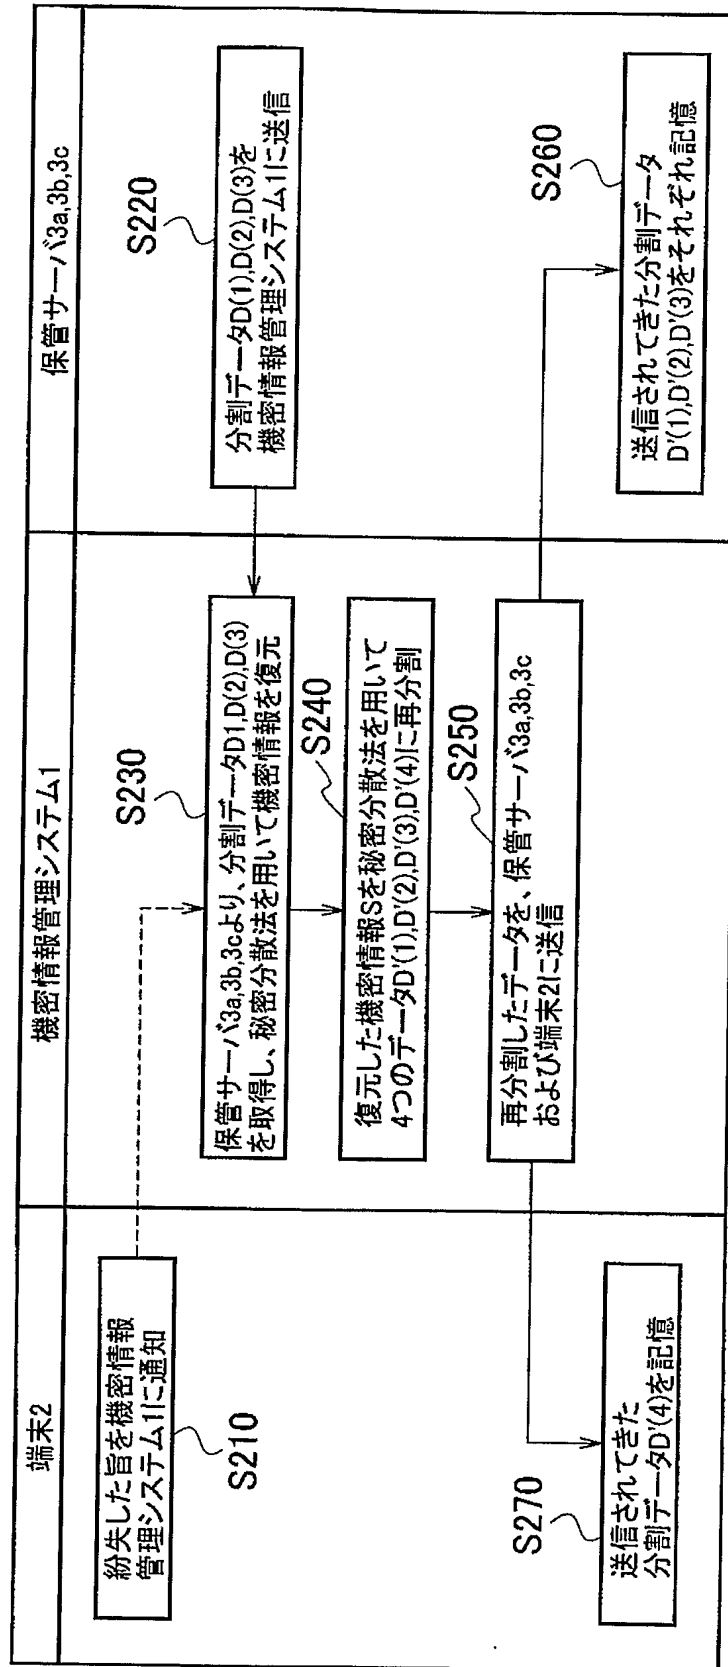 端末2
機密情報管理システム1
保管サーバ3a,3b,3c
紛失した旨を機密情報
管理システム1に通知
S210
分割データD(1),D(2),D(3)を
機密情報管理システム1に送信
S220
保管サーバ3a,3b,3cより、分割データD1,D(2),D(3)
を取得し、秘密分散法を用いて機密情報を復元
S230
復元した機密情報Sを秘密分散法を用いて
4つのデータD'(1),D'(2),D'(3),D'(4)に再分割
S240
再分割したデータを、保管サーバ3a,3b,3c
および端末2に送信
S250
送信されてきた分割データ
D'(1),D'(2),D'(3)をそれぞれ記憶
S260
送信されてきた
分割データD'(4)を記憶
S270